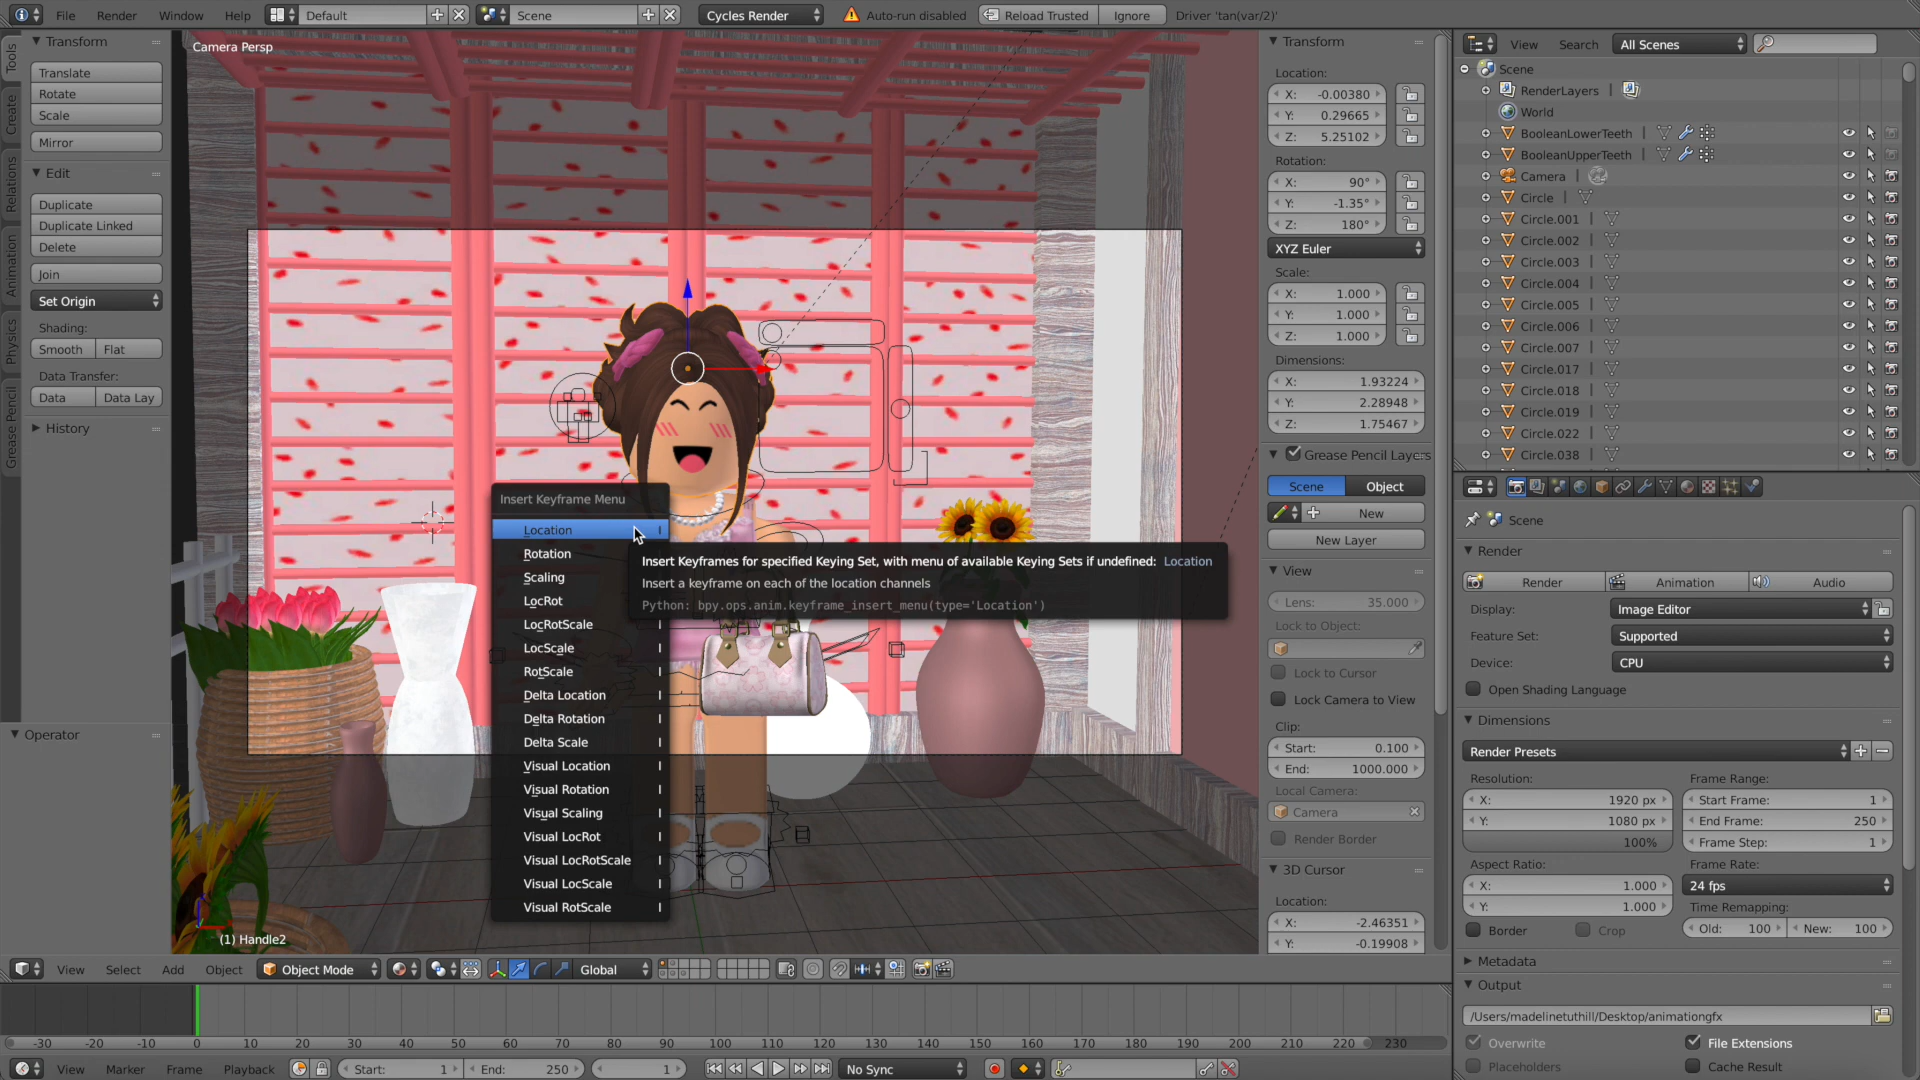 File Render Window Help Default Scene Cycles Render Auto-run disabled Reload Trusted Ignore Driver 'tan(var/2)'
Tools
Create
Relations
Animation
Physics
Grease Pencil
Transform
Translate
Rotate
Scale
Mirror
Edit
Duplicate
Duplicate Linked
Delete
Join
Set Origin
Shading:
Smooth Flat
Data Transfer:
Data Data Lay
History
Operator
Camera Persp
Insert Keyframe Menu
Location I
Rotation
Scaling
LocRot
LocRotScale I
LocScale I
RotScale I
Delta Location I
Delta Rotation I
Delta Scale I
Visual Location I
Visual Rotation I
Visual Scaling I
Visual LocRot I
Visual LocRotScale I
Visual LocScale I
Visual RotScale I
Insert Keyframes for specified Keying Set, with menu of available Keying Sets if undefined: Location
Insert a keyframe on each of the location channels
Python: bpy.ops.anim.keyframe_insert_menu(type='Location')
(1) Handle2
Transform
Location:
X: -0.00380
Y: 0.29665
Z: 5.25102
Rotation:
X: 90°
Y: -1.35°
Z: 180°
XYZ Euler
Scale:
X: 1.000
Y: 1.000
Z: 1.000
Dimensions:
X: 1.93224
Y: 2.28948
Z: 1.75467
Grease Pencil Layers
Scene Object
New
New Layer
View
Lens: 35.000
Lock to Object:
Lock to Cursor
Lock Camera to View
Clip:
Start: 0.100
End: 1000.000
Local Camera:
Camera
Render Border
3D Cursor
Location:
X: -2.46351
Y: -0.19908
View Search All Scenes
Scene
RenderLayers
World
BooleanLowerTeeth
BooleanUpperTeeth
Camera
Circle
Circle.001
Circle.002
Circle.003
Circle.004
Circle.005
Circle.006
Circle.007
Circle.017
Circle.018
Circle.019
Circle.022
Circle.038
Scene
Render
Render Animation Audio
Display: Image Editor
Feature Set: Supported
Device: CPU
Open Shading Language
Dimensions
Render Presets
Resolution: Frame Range:
X: 1920 px Start Frame: 1
Y: 1080 px End Frame: 250
100% Frame Step: 1
Aspect Ratio: Frame Rate:
X: 1.000 24 fps
Y: 1.000 Time Remapping:
Border Crop Old: 100 New: 100
Metadata
Output
/Users/madelinetuthill/Desktop/animationgfx
Overwrite File Extensions
Placeholders Cache Result
View Select Add Object Object Mode Global
-30 -20 -10 0 10 20 30 40 50 60 70 80 90 100 110 120 130 140 150 160 170 180 190 200 210 220 230
View Marker Frame Playback Start: 1 End: 250 1 No Sync